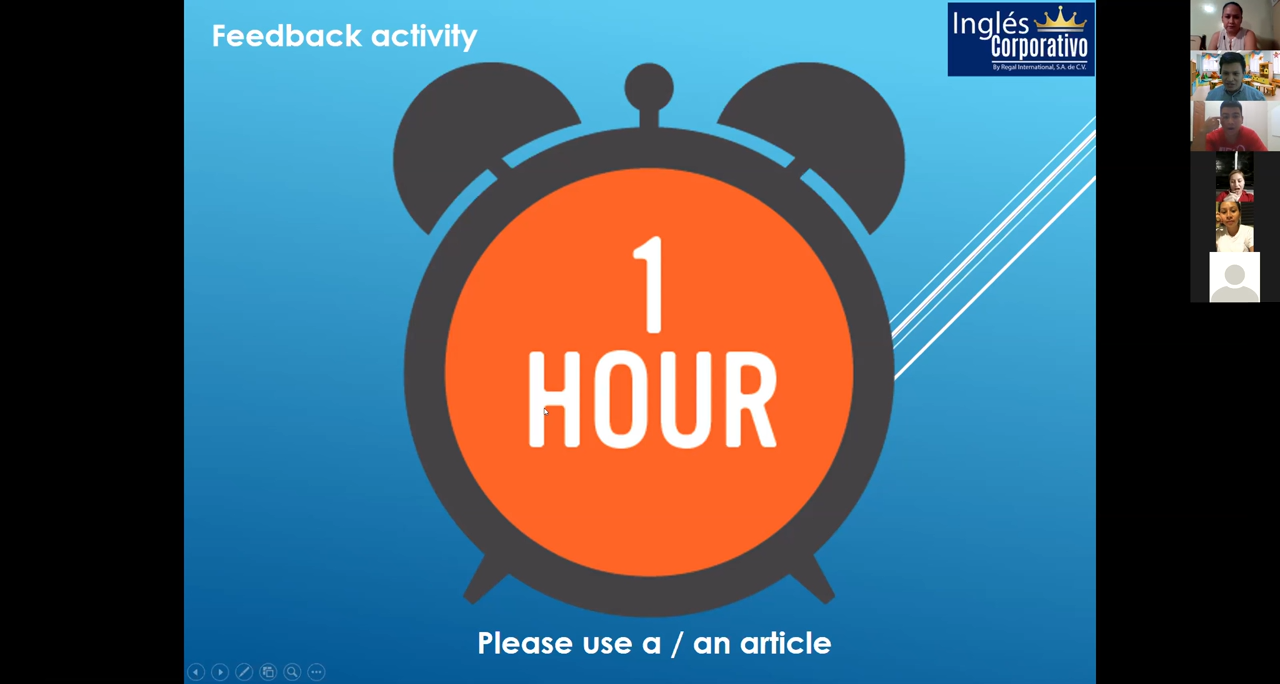 Feedback activity
Inglés
Corporativo
By Regal International, S.A. de C.V.
1
HOUR
Please use a / an article